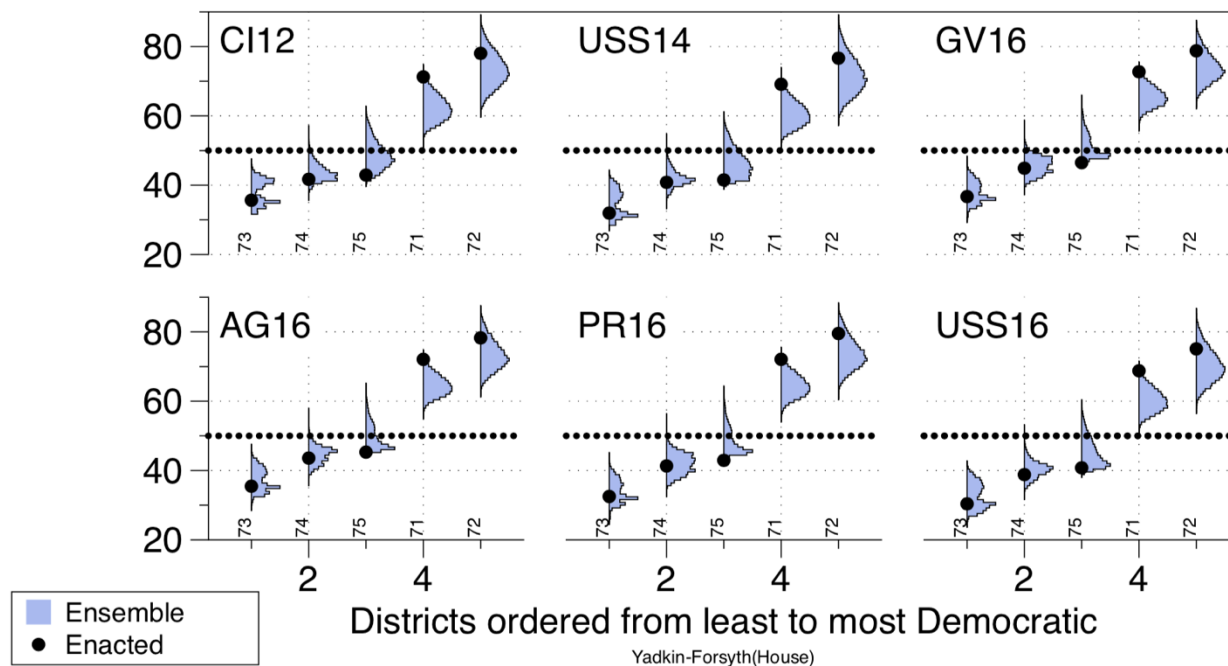 CI12 USS14 GV16
80
60
40
20
73 74 75 71 72 73 74 75 71 72 73 74 75 71 72
AG16 PR16 USS16
80
60
40
20
73 74 75 71 72 73 74 75 71 72 73 74 75 71 72
2 4 2 4 2 4
Ensemble
Enacted
Districts ordered from least to most Democratic
Yadkin-Forsyth(House)